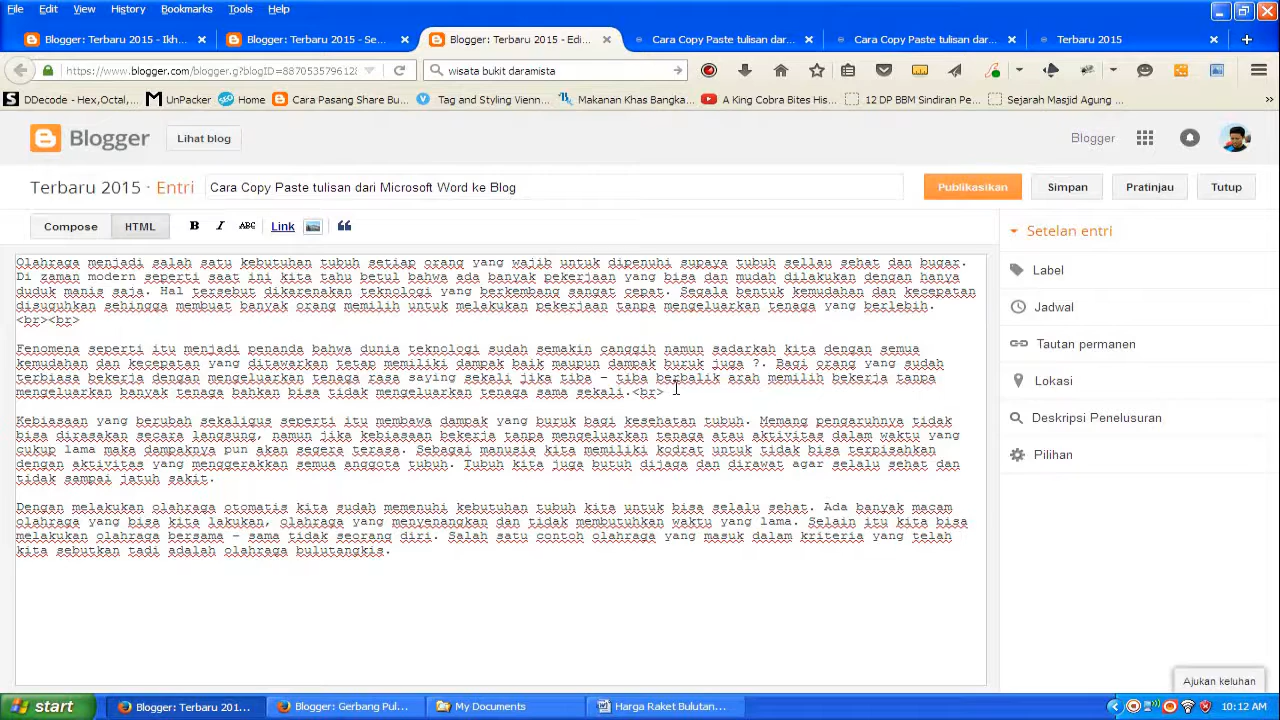 File Edit View History Bookmarks Tools Help
Blogger: Terbaru 2015 - Ikh... Blogger: Terbaru 2015 - Se... Blogger: Terbaru 2015 - Edi... Cara Copy Paste tulisan dar... Cara Copy Paste tulisan dar... Terbaru 2015
https://www.blogger.com/blogger.g?blogID=8870535796128 wisata bukit daramista
DDecode - Hex,Octal,... UnPacker Home Cara Pasang Share Bu... Tag and Styling Vienn... Makanan Khas Bangka... A King Cobra Bites His... 12 DP BBM Sindiran Pe... Sejarah Masjid Agung ...
Blogger Lihat blog Blogger
Terbaru 2015 · Entri Cara Copy Paste tulisan dari Microsoft Word ke Blog Publikasikan Simpan Pratinjau Tutup
Compose HTML B I ABC Link
Setelan entri
Label
Jadwal
Tautan permanen
Lokasi
Deskripsi Penelusuran
Pilihan
Olahraga menjadi salah satu kebutuhan tubuh setiap orang yang wajib untuk dipenuhi supaya tubuh sellau sehat dan bugar.
Di zaman modern seperti saat ini kita tahu betul bahwa ada banyak pekerjaan yang bisa dan mudah dilakukan dengan hanya
duduk manis saja. Hal tersebut dikarenakan teknologi yang berkembang sangat cepat. Segala bentuk kemudahan dan kecepatan
disuguhkan sehingga membuat banyak orang memilih untuk melakukan pekerjaan tanpa mengeluarkan tenaga yang berlebih.
<br><br>
Fenomena seperti itu menjadi penanda bahwa dunia teknologi sudah semakin canggih namun sadarkah kita dengan semua
kemudahan dan kecepatan yang ditawarkan tetap memiliki dampak baik maupun dampak buruk juga ?. Bagi orang yang sudah
terbiasa bekerja dengan mengeluarkan tenaga rasa saying sekali jika tiba – tiba berbalik arah memilih bekerja tanpa
mengeluarkan banyak tenaga bahkan bisa tidak mengeluarkan tenaga sama sekali.<br>
Kebiasaan yang berubah sekaligus seperti itu membawa dampak yang buruk bagi kesehatan tubuh. Memang pengaruhnya tidak
bisa dirasakan secara langsung, namun jika kebiasaan bekerja tanpa mengeluarkan tenaga atau aktivitas dalam waktu yang
cukup lama maka dampaknya pun akan segera terasa. Sebagai manusia kita memiliki kodrat untuk tidak bisa terpisahkan
dengan aktivitas yang menggerakkan semua anggota tubuh. Tubuh kita juga butuh dijaga dan dirawat agar selalu sehat dan
tidak sampai jatuh sakit.
Dengan melakukan olahraga otomatis kita sudah memenuhi kebutuhan tubuh kita untuk bisa selalu sehat. Ada banyak macam
olahraga yang bisa kita lakukan, olahraga yang menyenangkan dan tidak membutuhkan waktu yang lama. Selain itu kita bisa
melakukan olahraga bersama – sama tidak seorang diri. Salah satu contoh olahraga yang masuk dalam kriteria yang telah
kita sebutkan tadi adalah olahraga bulutangkis.
Ajukan keluhan
start Blogger: Terbaru 201... Blogger: Gerbang Pul... My Documents Harga Raket Bulutan... 10:12 AM